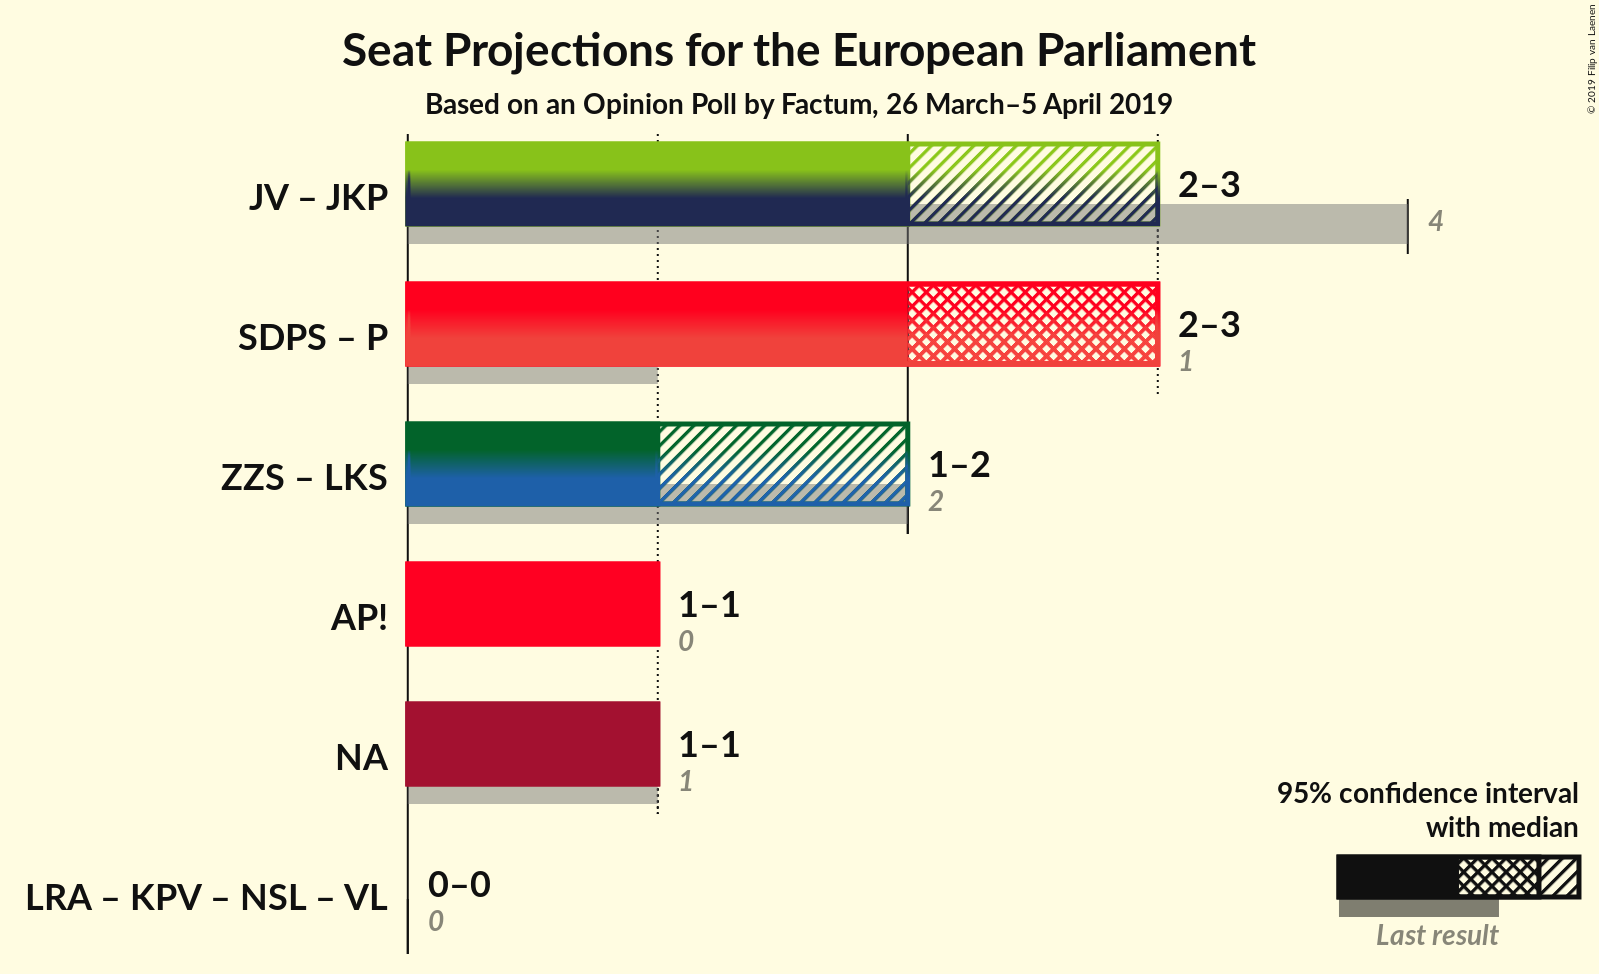 Seat Projections for the European Parliament
Based on an Opinion Poll by Factum, 26 March–5 April 2019
© 2019 Filip van Laenen
JV – JKP
2–3
4
SDPS – P
2–3
1
ZZS – LKS
1–2
2
AP!
1–1
0
NA
1–1
1
LRA – KPV – NSL – VL
0–0
0
95% confidence interval
with median
Last result